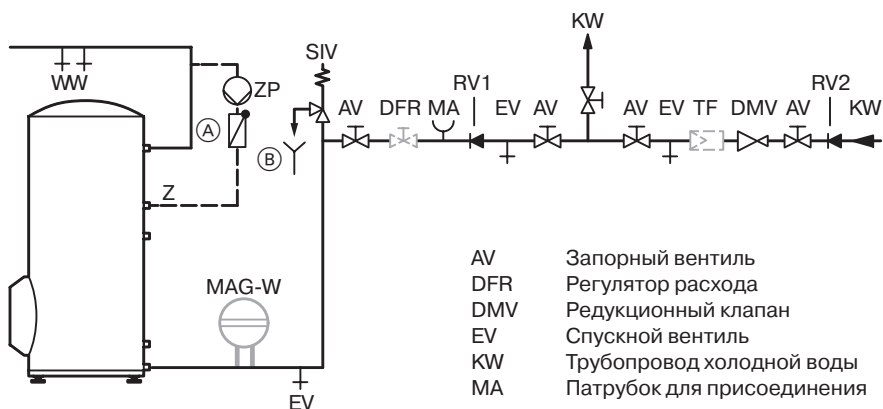 KW
SIV
WW
ZP
AV DFR MA RV1 EV AV AV EV TF DMV AV RV2 KW
A
B
Z
MAG-W
EV
AV Запорный вентиль
DFR Регулятор расхода
DMV Редукционный клапан
EV Спускной вентиль
KW Трубопровод холодной воды
MA Патрубок для присоединения